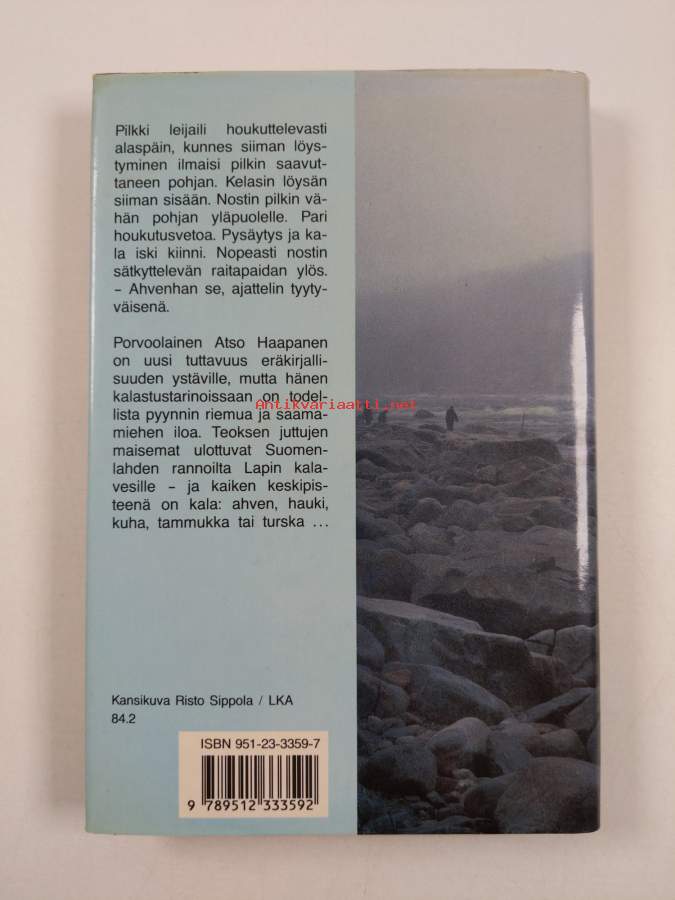 Pilkki leijaili houkuttelevasti
alaspäin, kunnes siiman löys-
tyminen ilmaisi pilkin saavut-
taneen pohjan. Kelasin löysän
siiman sisään. Nostin pilkin vä-
hän pohjan yläpuolelle. Pari
houkutusvetoa. Pysäytys ja ka-
la iski kiinni. Nopeasti nostin
sätkyttelevän raitapaidan ylös.
– Ahvenhan se, ajattelin tyyty-
väisenä.
Porvoolainen Atso Haapanen
on uusi tuttavuus eräkirjalli-
suuden ystäville, mutta hänen
kalastustarinoissaan on todel-
lista pyynnin riemua ja saama-
miehen iloa. Teoksen juttujen
maisemat ulottuvat Suomen-
lahden rannoilta Lapin kala-
vesille – ja kaiken keskipis-
teenä on kala: ahven, hauki,
kuha, tammukka tai turska ...
Antikvariaatti.net
Kansikuva Risto Sippola / LKA
84.2
ISBN 951-23-3359-7
9 789512 333592